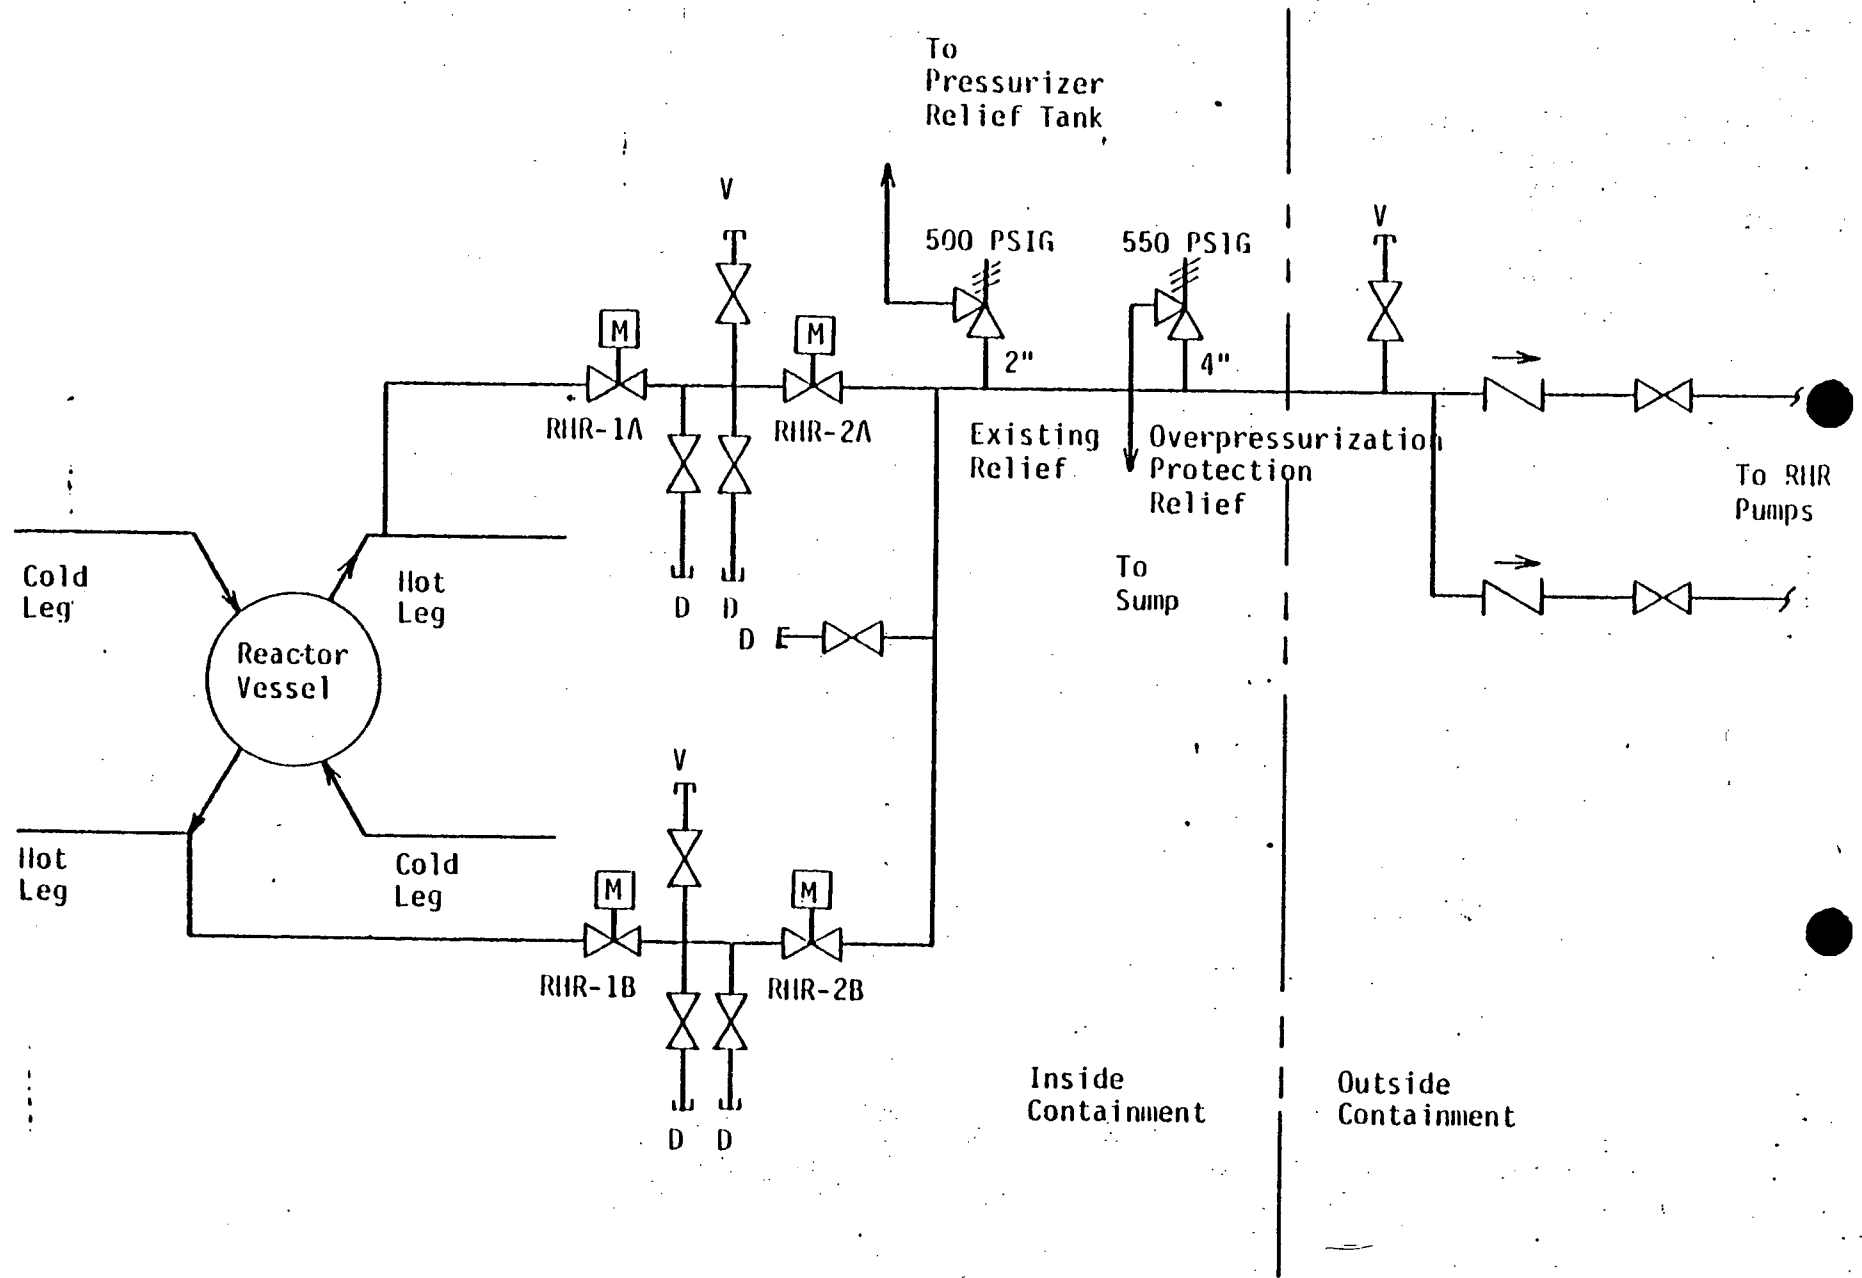 To
Pressurizer
Relief Tank
V
V
500 PSIG
550 PSIG
M
M
2"
4"
RHR-1A
RHR-2A
Existing
Relief
Overpressurization
Protection
Relief
To RHR
Pumps
Cold
Leg
Hot
Leg
To
Sump
D
D
D
Reactor
Vessel
V
Hot
Leg
Cold
Leg
M
M
RHR-1B
RHR-2B
Inside
Containment
Outside
Containment
D
D